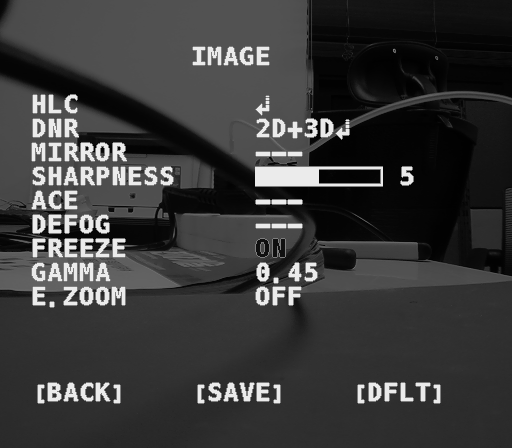 IMAGE
HLC ↲
DNR 2D+3D↲
MIRROR ---
SHARPNESS 5
ACE ---
DEFOG ---
FREEZE ON
GAMMA 0.45
E.ZOOM OFF
[BACK] [SAVE] [DFLT]